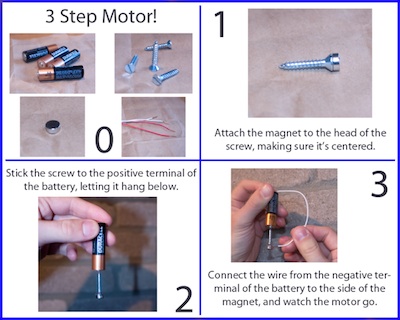 3 Step Motor!
0
1
Attach the magnet to the head of the
screw, making sure it's centered.
Stick the screw to the positive terminal of
the battery, letting it hang below.
2
3
Connect the wire from the negative ter-
minal of the battery to the side of the
magnet, and watch the motor go.